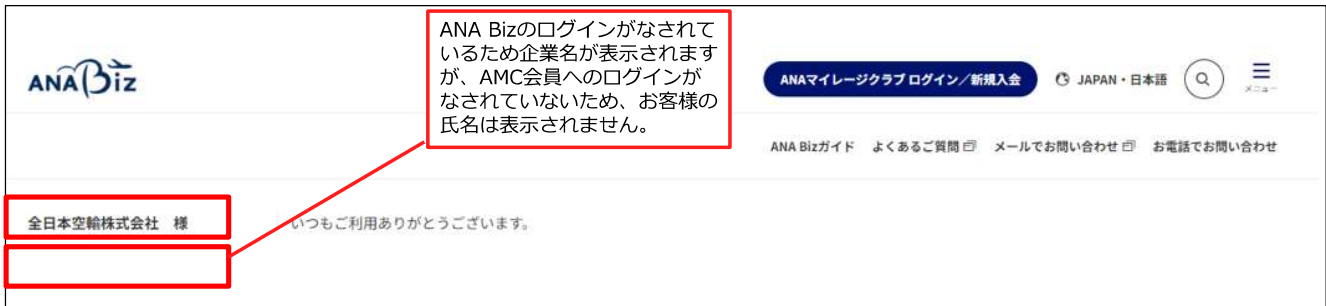 ANA Bizのログインがなされて
いるため企業名が表示されます
が、AMC会員へのログインが
なされていないため、お客様の
氏名は表示されません。
ANA Biz
ANAマイレージクラブ ログイン／新規入会
JAPAN・日本語
メニュー
ANA Bizガイド よくあるご質問 メールでお問い合わせ お電話でお問い合わせ
全日本空輸株式会社 様 いつもご利用ありがとうございます。